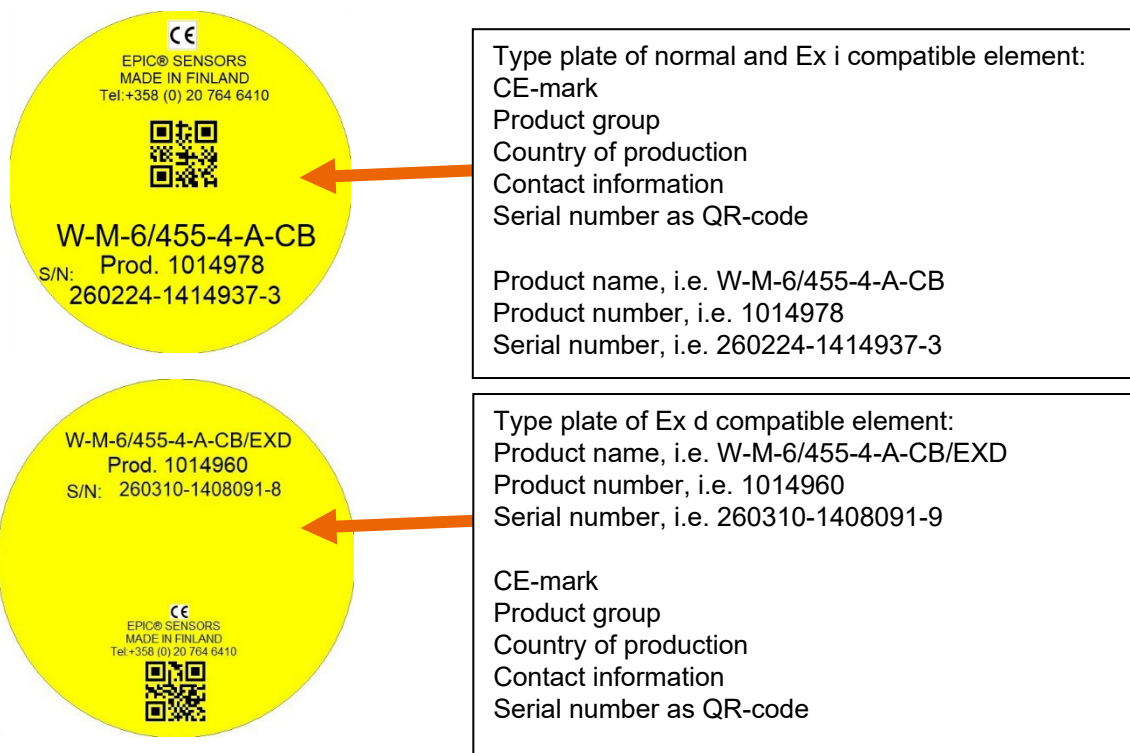 CE
EPIC® SENSORS
MADE IN FINLAND
Tel:+358 (0) 20 764 6410
W-M-6/455-4-A-CB
Prod. 1014978
S/N:
260224-1414937-3
Type plate of normal and Ex i compatible element:
CE-mark
Product group
Country of production
Contact information
Serial number as QR-code
Product name, i.e. W-M-6/455-4-A-CB
Product number, i.e. 1014978
Serial number, i.e. 260224-1414937-3
W-M-6/455-4-A-CB/EXD
Prod. 1014960
S/N: 260310-1408091-8
CE
EPIC® SENSORS
MADE IN FINLAND
Tel:+358 (0) 20 764 6410
Type plate of Ex d compatible element:
Product name, i.e. W-M-6/455-4-A-CB/EXD
Product number, i.e. 1014960
Serial number, i.e. 260310-1408091-9
CE-mark
Product group
Country of production
Contact information
Serial number as QR-code